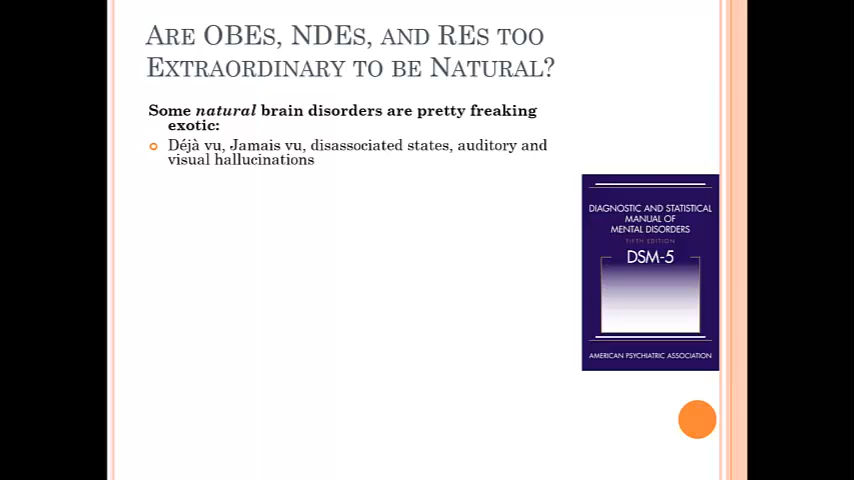 ARE OBES, NDES, AND RES TOO
EXTRAORDINARY TO BE NATURAL?
Some natural brain disorders are pretty freaking
exotic:
Déjà vu, Jamais vu, disassociated states, auditory and
visual hallucinations
DIAGNOSTIC AND STATISTICAL
MANUAL OF
MENTAL DISORDERS
FIFTH EDITION
DSM-5
AMERICAN PSYCHIATRIC ASSOCIATION